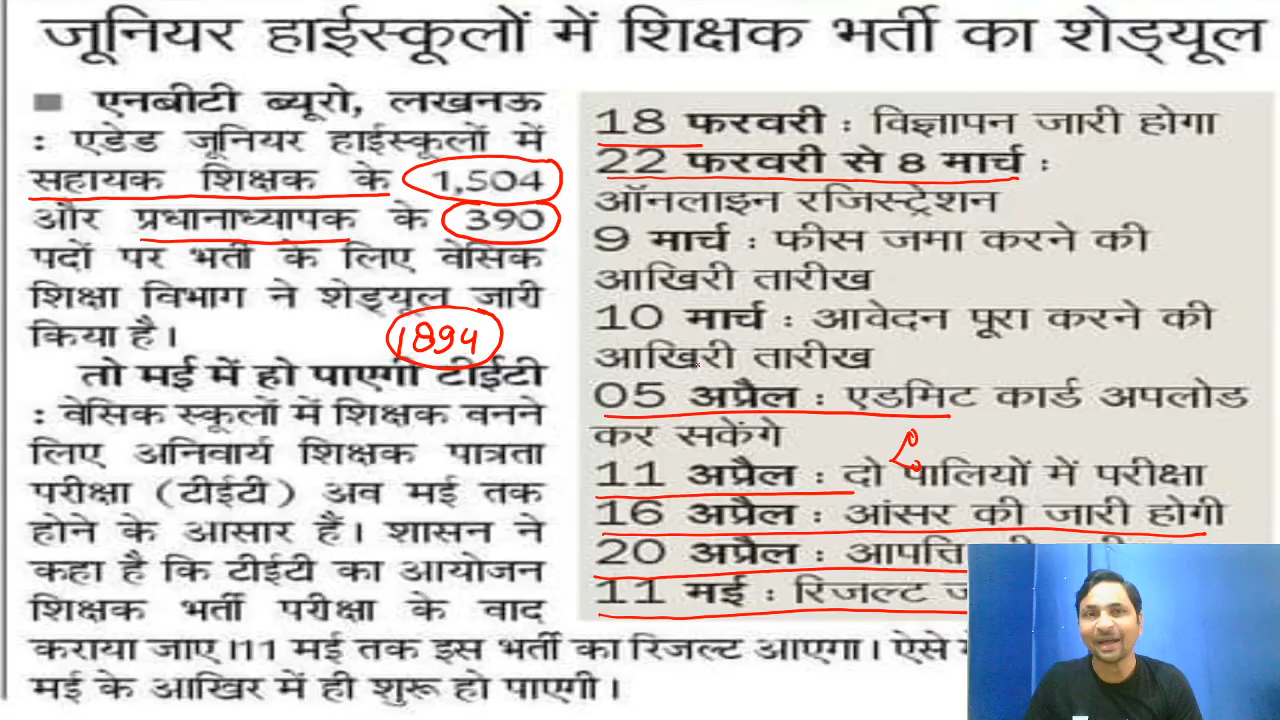 जूनियर हाईस्कूलों में शिक्षक भर्ती का शेड्यूल
एनबीटी ब्यूरो, लखनऊ
: एडेड जूनियर हाईस्कूलों में
सहायक शिक्षक के 1,504
और प्रधानाध्यापक के 390
पदों पर भर्ती के लिए बेसिक
शिक्षा विभाग ने शेड्यूल जारी
किया है।
1894
तो मई में हो पाएगी टीईटी
: बेसिक स्कूलों में शिक्षक बनने
लिए अनिवार्य शिक्षक पात्रता
परीक्षा (टीईटी) अब मई तक
होने के आसार हैं। शासन ने
कहा है कि टीईटी का आयोजन
शिक्षक भर्ती परीक्षा के बाद
कराया जाए।11 मई तक इस भर्ती का रिजल्ट आएगा। ऐसे
मई के आखिर में ही शुरू हो पाएगी।
18 फरवरी : विज्ञापन जारी होगा
22 फरवरी से 8 मार्च :
ऑनलाइन रजिस्ट्रेशन
9 मार्च : फीस जमा करने की
आखिरी तारीख
10 मार्च : आवेदन पूरा करने की
आखिरी तारीख
05 अप्रैल : एडमिट कार्ड अपलोड
कर सकेंगे
11 अप्रैल : दो पालियों में परीक्षा
16 अप्रैल : आंसर की जारी होगी
20 अप्रैल : आपत्ति
11 मई : रिजल्ट